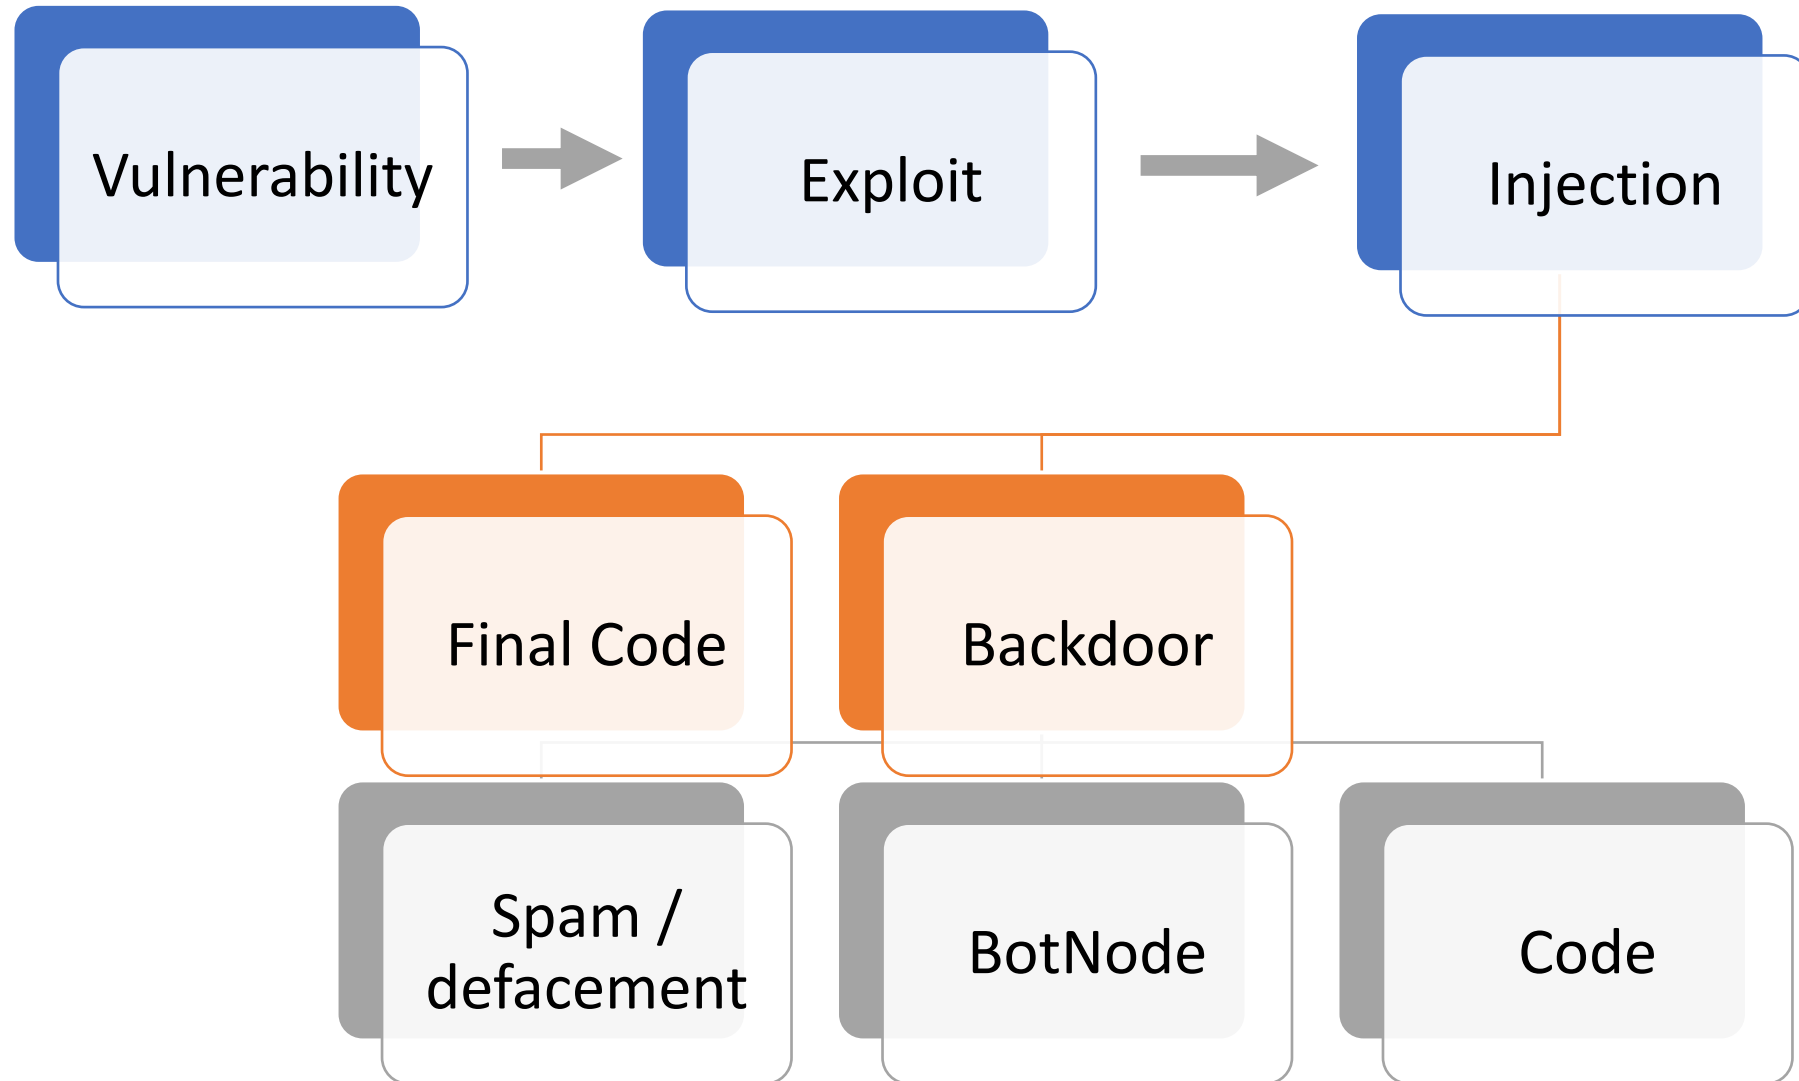 Vulnerability
Exploit
Injection
Final Code
Backdoor
Spam /
defacement
BotNode
Code